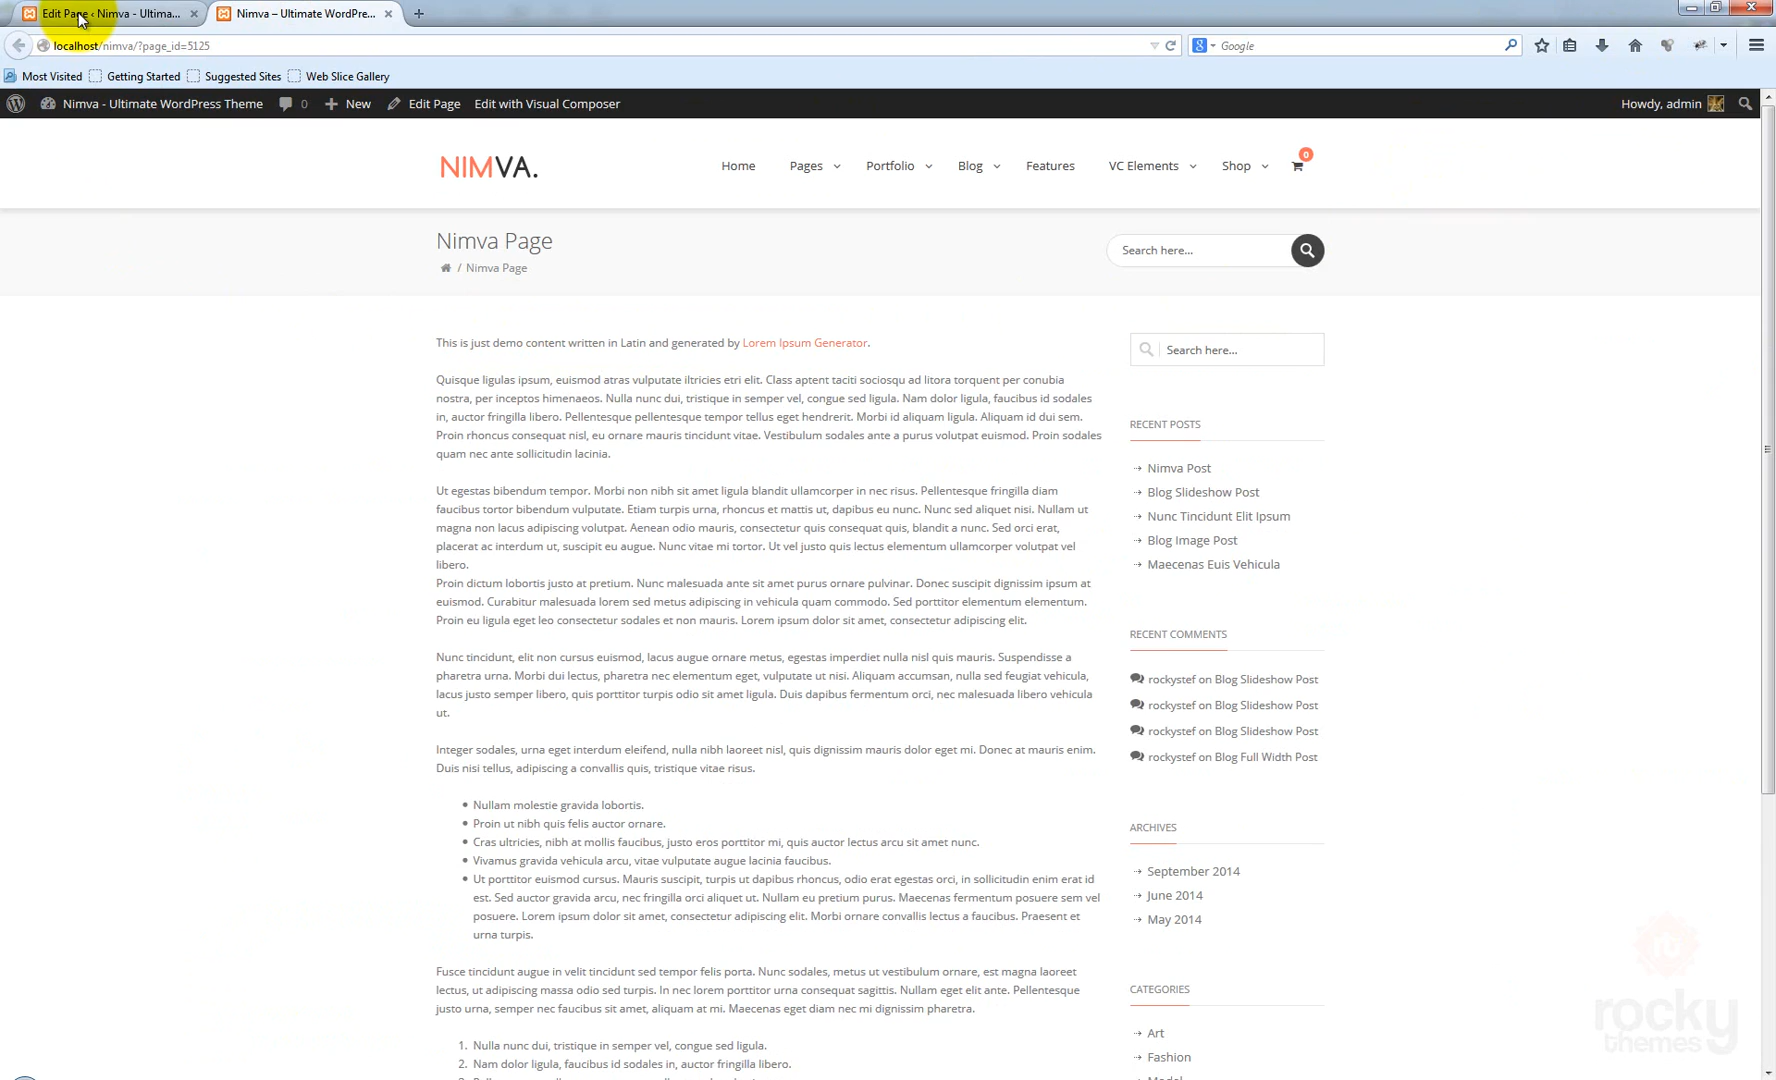 Edit Page ‹ Nimva - Ultima...
Nimva – Ultimate WordPre...
localhost/nimva/?page_id=5125
Google
Most Visited
Getting Started
Suggested Sites
Web Slice Gallery
Nimva - Ultimate WordPress Theme
0
New
Edit Page
Edit with Visual Composer
Howdy, admin
NIMVA.
Home
Pages
Portfolio
Blog
Features
VC Elements
Shop
0
Nimva Page
/ Nimva Page
Search here...
This is just demo content written in Latin and generated by Lorem Ipsum Generator.
Quisque ligulas ipsum, euismod atras vulputate iltricies etri elit. Class aptent taciti sociosqu ad litora torquent per conubia
nostra, per inceptos himenaeos. Nulla nunc dui, tristique in semper vel, congue sed ligula. Nam dolor ligula, faucibus id sodales
in, auctor fringilla libero. Pellentesque pellentesque tempor tellus eget hendrerit. Morbi id aliquam ligula. Aliquam id dui sem.
Proin rhoncus consequat nisl, eu ornare mauris tincidunt vitae. Vestibulum sodales ante a purus volutpat euismod. Proin sodales
quam nec ante sollicitudin lacinia.
Ut egestas bibendum tempor. Morbi non nibh sit amet ligula blandit ullamcorper in nec risus. Pellentesque fringilla diam
faucibus tortor bibendum vulputate. Etiam turpis urna, rhoncus et mattis ut, dapibus eu nunc. Nunc sed aliquet nisi. Nullam ut
magna non lacus adipiscing volutpat. Aenean odio mauris, consectetur quis consequat quis, blandit a nunc. Sed orci erat,
placerat ac interdum ut, suscipit eu augue. Nunc vitae mi tortor. Ut vel justo quis lectus elementum ullamcorper volutpat vel
libero.
Proin dictum lobortis justo at pretium. Nunc malesuada ante sit amet purus ornare pulvinar. Donec suscipit dignissim ipsum at
euismod. Curabitur malesuada lorem sed metus adipiscing in vehicula quam commodo. Sed porttitor elementum elementum.
Proin eu ligula eget leo consectetur sodales et non mauris. Lorem ipsum dolor sit amet, consectetur adipiscing elit.
Nunc tincidunt, elit non cursus euismod, lacus augue ornare metus, egestas imperdiet nulla nisl quis mauris. Suspendisse a
pharetra urna. Morbi dui lectus, pharetra nec elementum eget, vulputate ut nisi. Aliquam accumsan, nulla sed feugiat vehicula,
lacus justo semper libero, quis porttitor turpis odio sit amet ligula. Duis dapibus fermentum orci, nec malesuada libero vehicula
ut.
Integer sodales, urna eget interdum eleifend, nulla nibh laoreet nisl, quis dignissim mauris dolor eget mi. Donec at mauris enim.
Duis nisi tellus, adipiscing a convallis quis, tristique vitae risus.
Nullam molestie gravida lobortis.
Proin ut nibh quis felis auctor ornare.
Cras ultricies, nibh at mollis faucibus, justo eros porttitor mi, quis auctor lectus arcu sit amet nunc.
Vivamus gravida vehicula arcu, vitae vulputate augue lacinia faucibus.
Ut porttitor euismod cursus. Mauris suscipit, turpis ut dapibus rhoncus, odio erat egestas orci, in sollicitudin enim erat id
est. Sed auctor gravida arcu, nec fringilla orci aliquet ut. Nullam eu pretium purus. Maecenas fermentum posuere sem vel
posuere. Lorem ipsum dolor sit amet, consectetur adipiscing elit. Morbi ornare convallis lectus a faucibus. Praesent et
urna turpis.
Fusce tincidunt augue in velit tincidunt sed tempor felis porta. Nunc sodales, metus ut vestibulum ornare, est magna laoreet
lectus, ut adipiscing massa odio sed turpis. In nec lorem porttitor urna consequat sagittis. Nullam eget elit ante. Pellentesque
justo urna, semper nec faucibus sit amet, aliquam at mi. Maecenas eget diam nec mi dignissim pharetra.
1. Nulla nunc dui, tristique in semper vel, congue sed ligula.
2. Nam dolor ligula, faucibus id sodales in, auctor fringilla libero.
Search here...
RECENT POSTS
Nimva Post
Blog Slideshow Post
Nunc Tincidunt Elit Ipsum
Blog Image Post
Maecenas Euis Vehicula
RECENT COMMENTS
rockystef on Blog Slideshow Post
rockystef on Blog Slideshow Post
rockystef on Blog Slideshow Post
rockystef on Blog Full Width Post
ARCHIVES
September 2014
June 2014
May 2014
CATEGORIES
Art
Fashion
rocky
themes